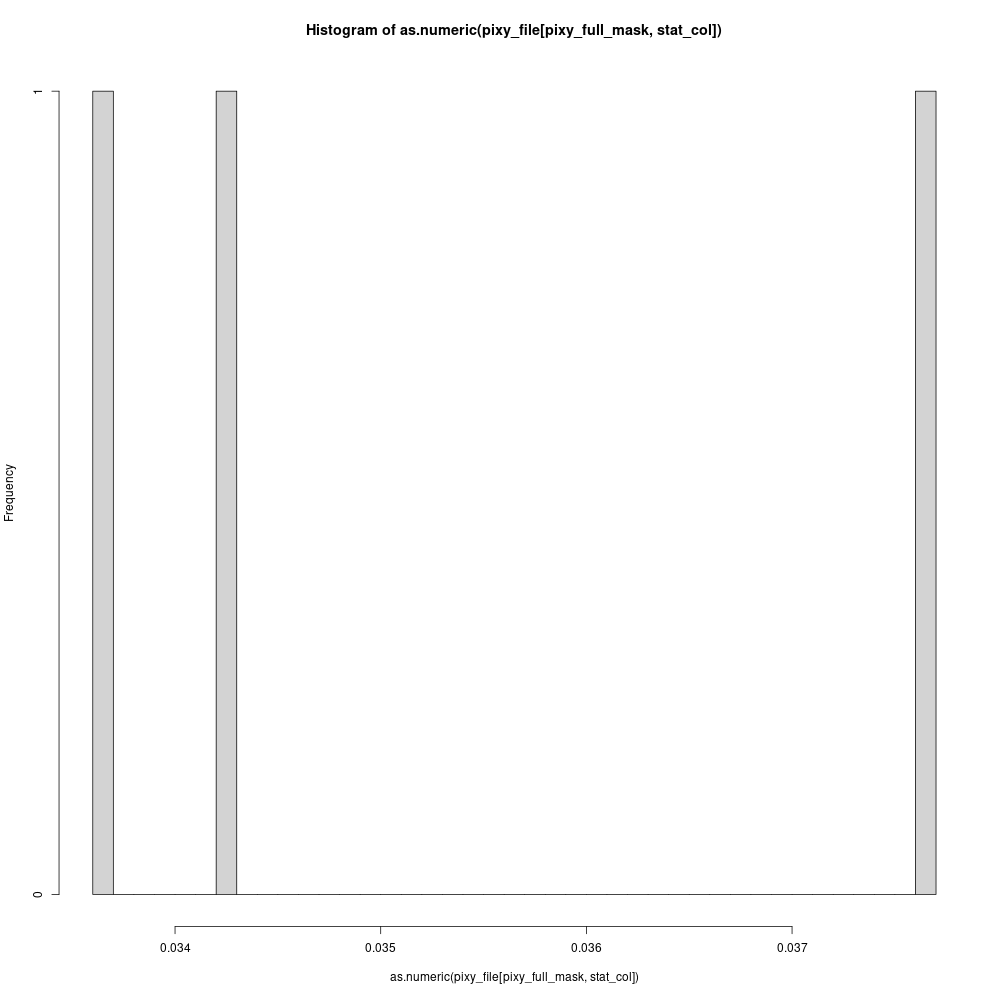 Histogram of as.numeric(pixy_file[pixy_full_mask, stat_col])
1
Frequency
0
0.034 0.035 0.036 0.037
as.numeric(pixy_file[pixy_full_mask, stat_col])